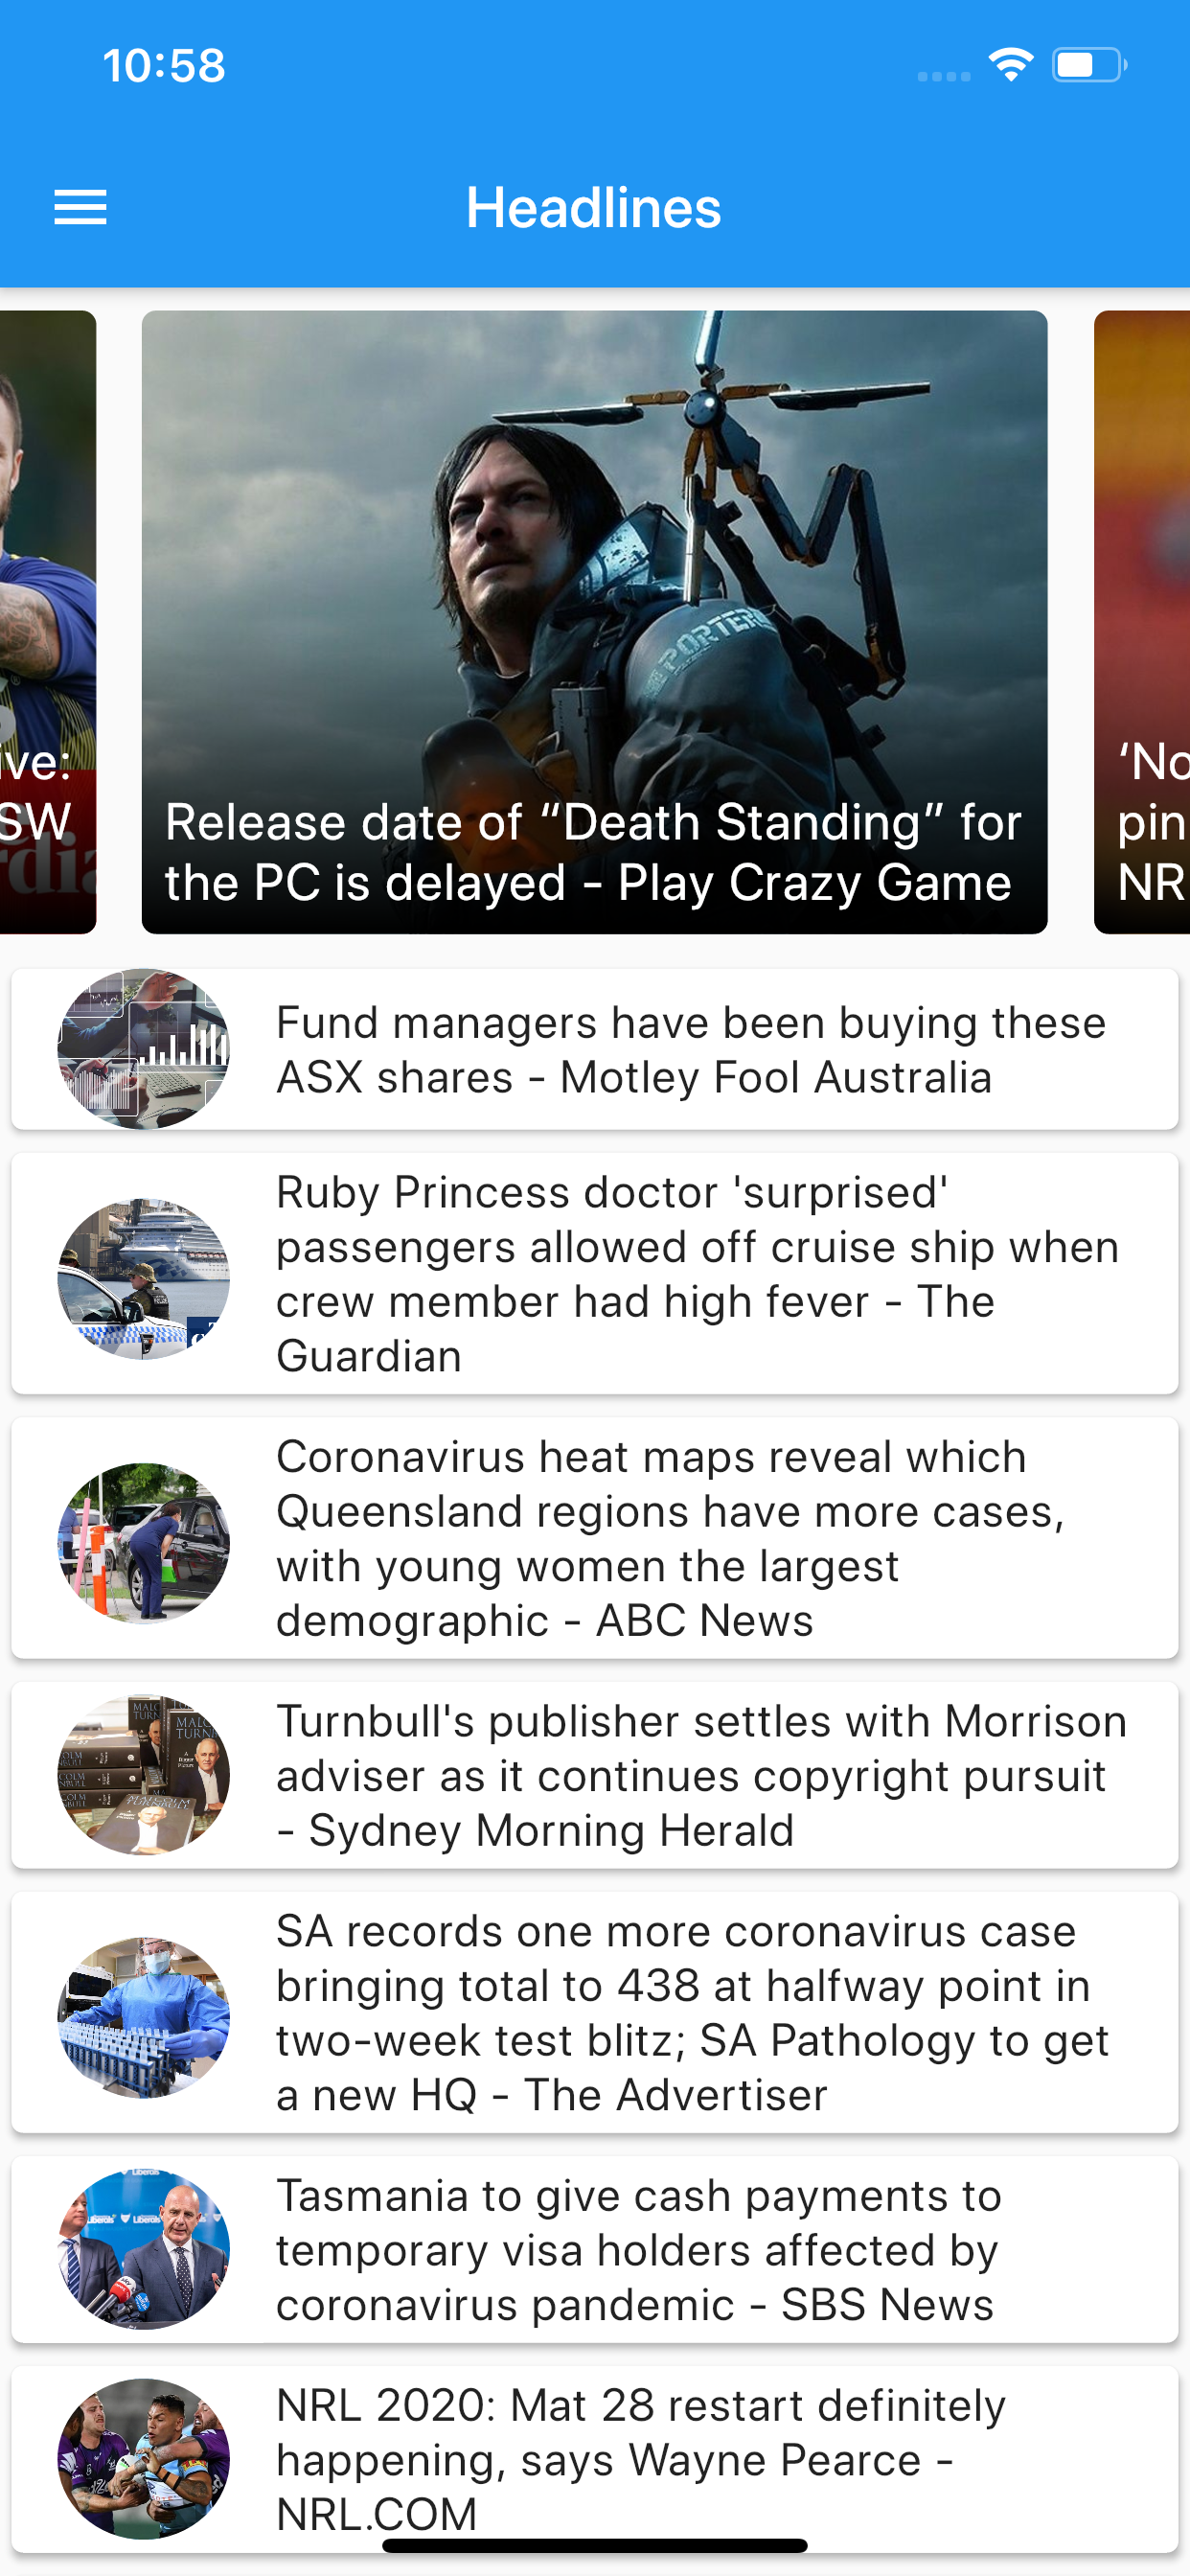 10:58
Headlines
ive:
SW
rdia
PORTER
Release date of “Death Standing” for
the PC is delayed - Play Crazy Game
‘No
pin
NR
Fund managers have been buying these
ASX shares - Motley Fool Australia
Ruby Princess doctor 'surprised'
passengers allowed off cruise ship when
crew member had high fever - The
Guardian
Coronavirus heat maps reveal which
Queensland regions have more cases,
with young women the largest
demographic - ABC News
MALC
TURN
Turnbull's publisher settles with Morrison
adviser as it continues copyright pursuit
- Sydney Morning Herald
SA records one more coronavirus case
bringing total to 438 at halfway point in
two-week test blitz; SA Pathology to get
a new HQ - The Advertiser
Liberals
Tasmania to give cash payments to
temporary visa holders affected by
coronavirus pandemic - SBS News
NRL 2020: Mat 28 restart definitely
happening, says Wayne Pearce -
NRL.COM